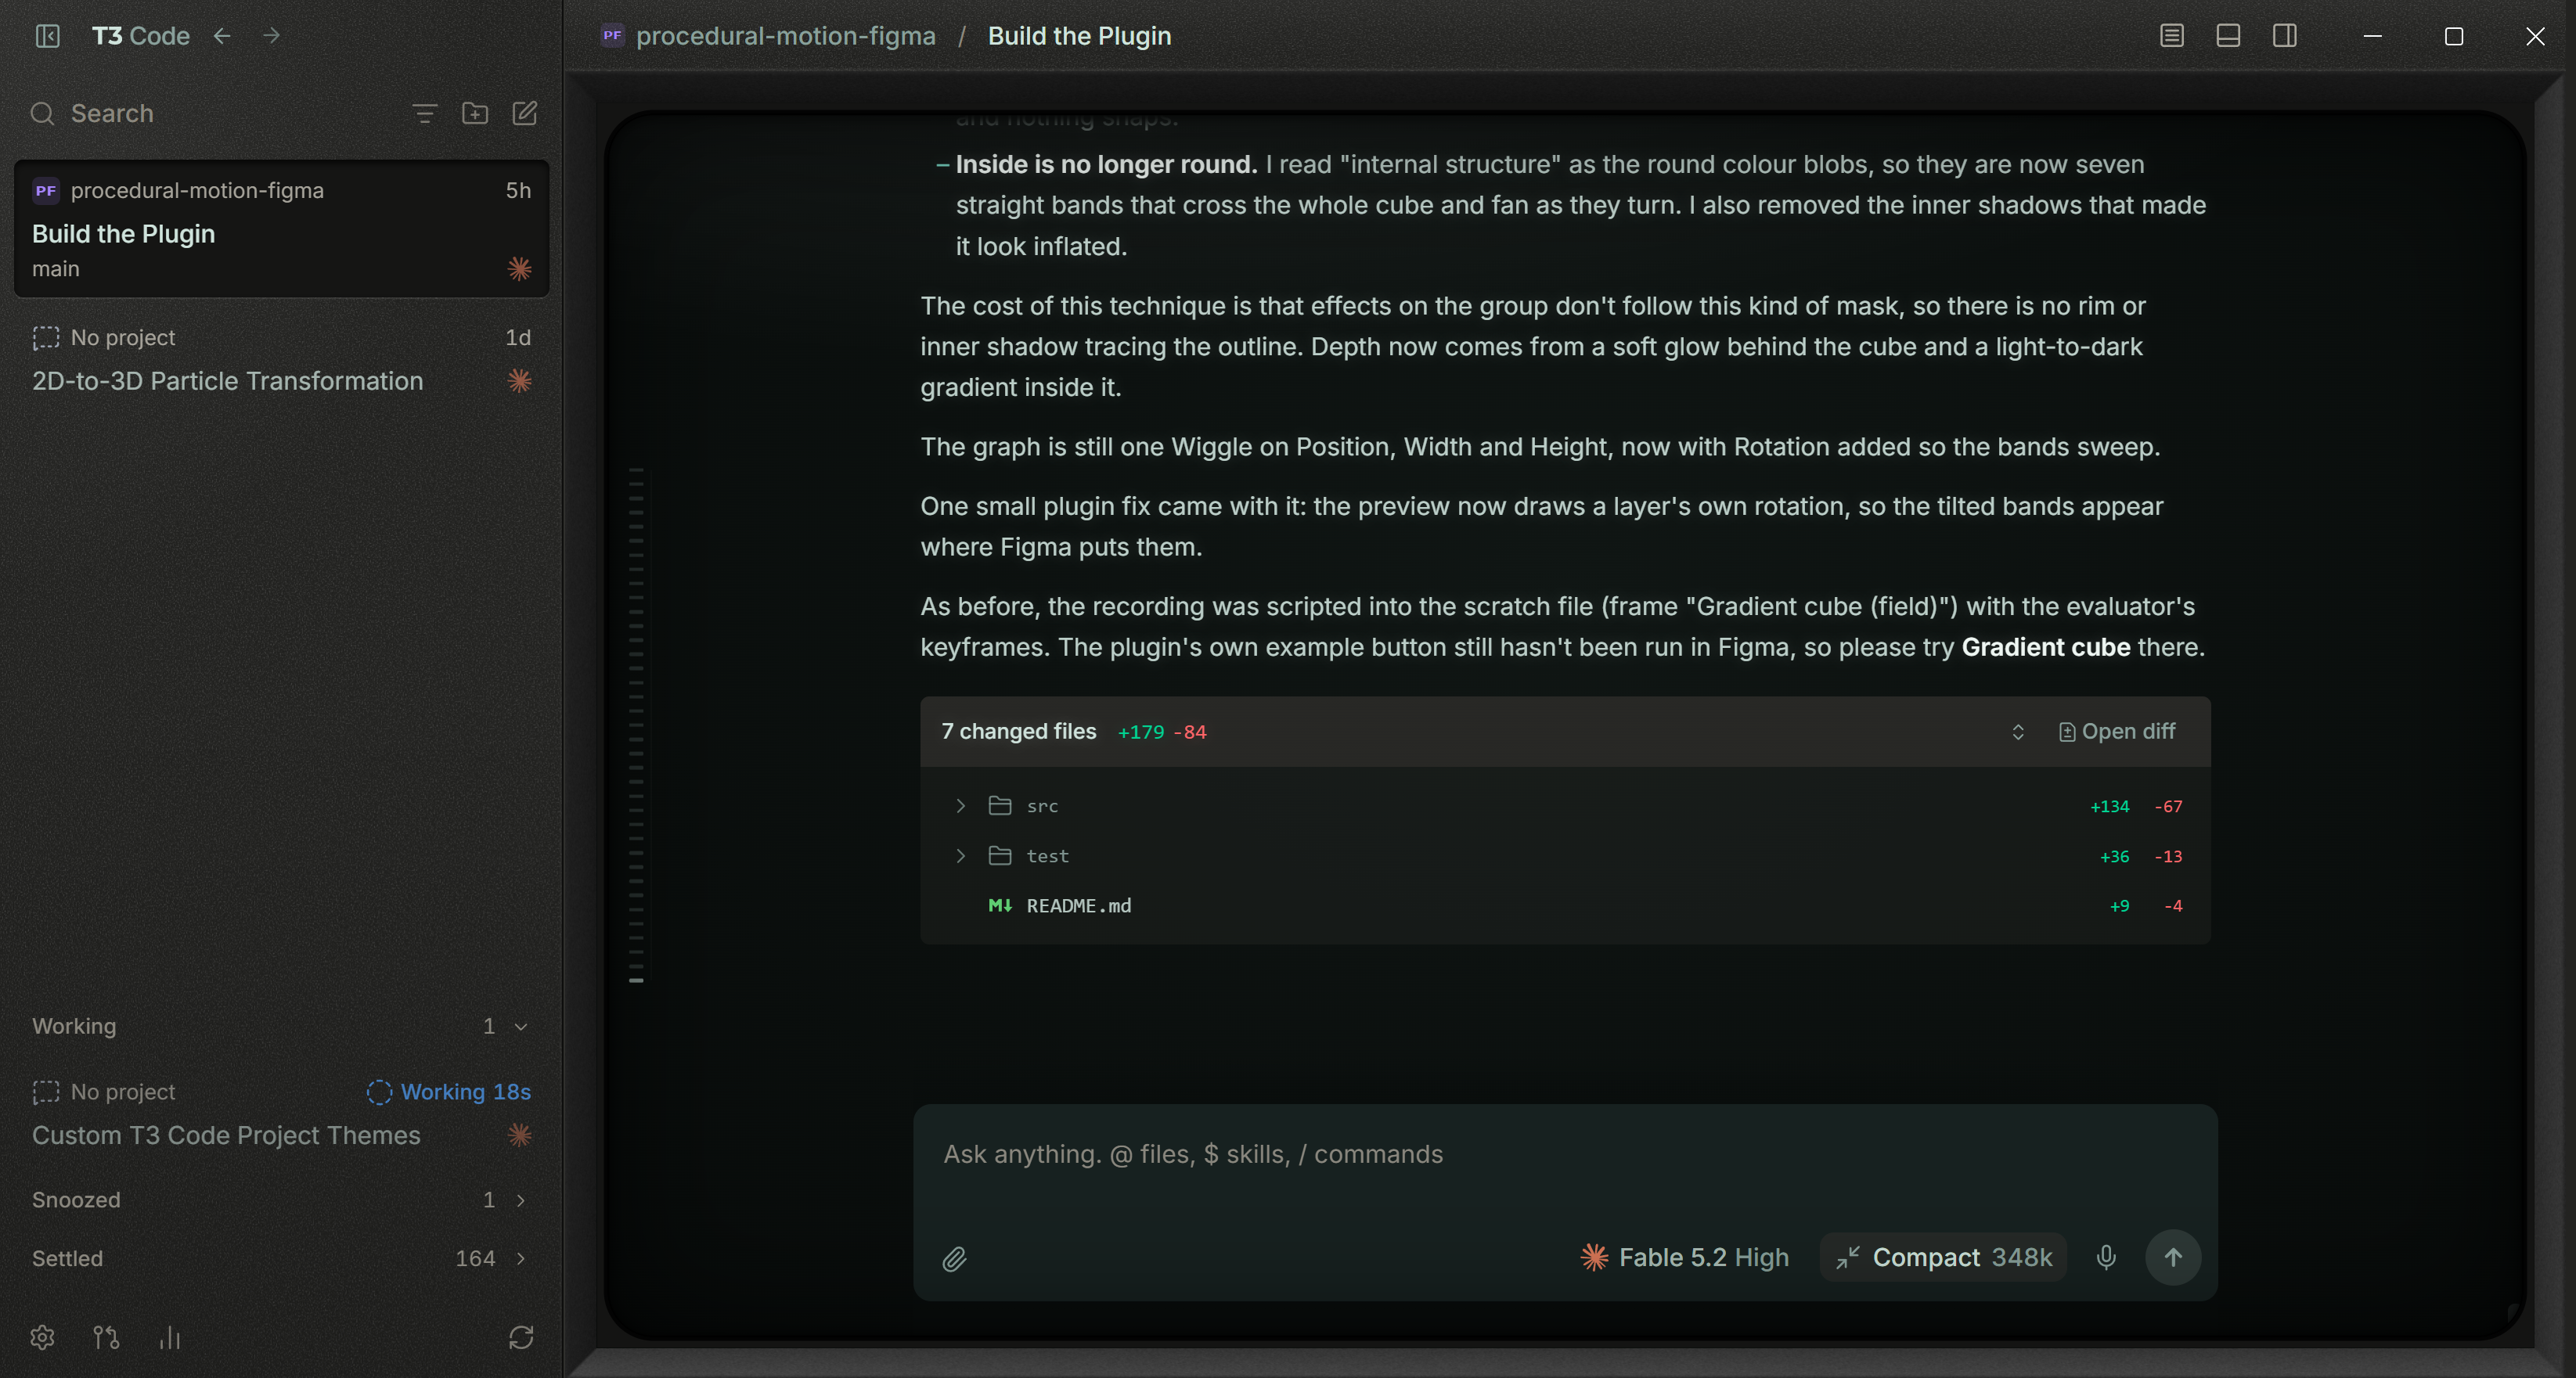 T3 Code
Search
PF procedural-motion-figma 5h
Build the Plugin
main
No project 1d
2D-to-3D Particle Transformation
Working 1
No project Working 18s
Custom T3 Code Project Themes
Snoozed 1
Settled 164
PF procedural-motion-figma / Build the Plugin
and nothing snaps.
– Inside is no longer round. I read "internal structure" as the round colour blobs, so they are now seven
straight bands that cross the whole cube and fan as they turn. I also removed the inner shadows that made
it look inflated.
The cost of this technique is that effects on the group don't follow this kind of mask, so there is no rim or
inner shadow tracing the outline. Depth now comes from a soft glow behind the cube and a light-to-dark
gradient inside it.
The graph is still one Wiggle on Position, Width and Height, now with Rotation added so the bands sweep.
One small plugin fix came with it: the preview now draws a layer's own rotation, so the tilted bands appear
where Figma puts them.
As before, the recording was scripted into the scratch file (frame "Gradient cube (field)") with the evaluator's
keyframes. The plugin's own example button still hasn't been run in Figma, so please try Gradient cube there.
7 changed files +179 -84 Open diff
src +134 -67
test +36 -13
M↓ README.md +9 -4
Ask anything. @ files, $ skills, / commands
Fable 5.2 High Compact 348k